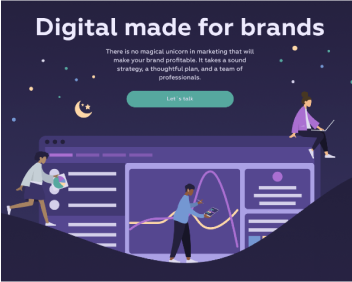 Digital made for brands
There is no magical unicorn in marketing that will
make your brand profitable. It takes a sound
strategy, a thoughtful plan, and a team of
professionals.
Let`s talk